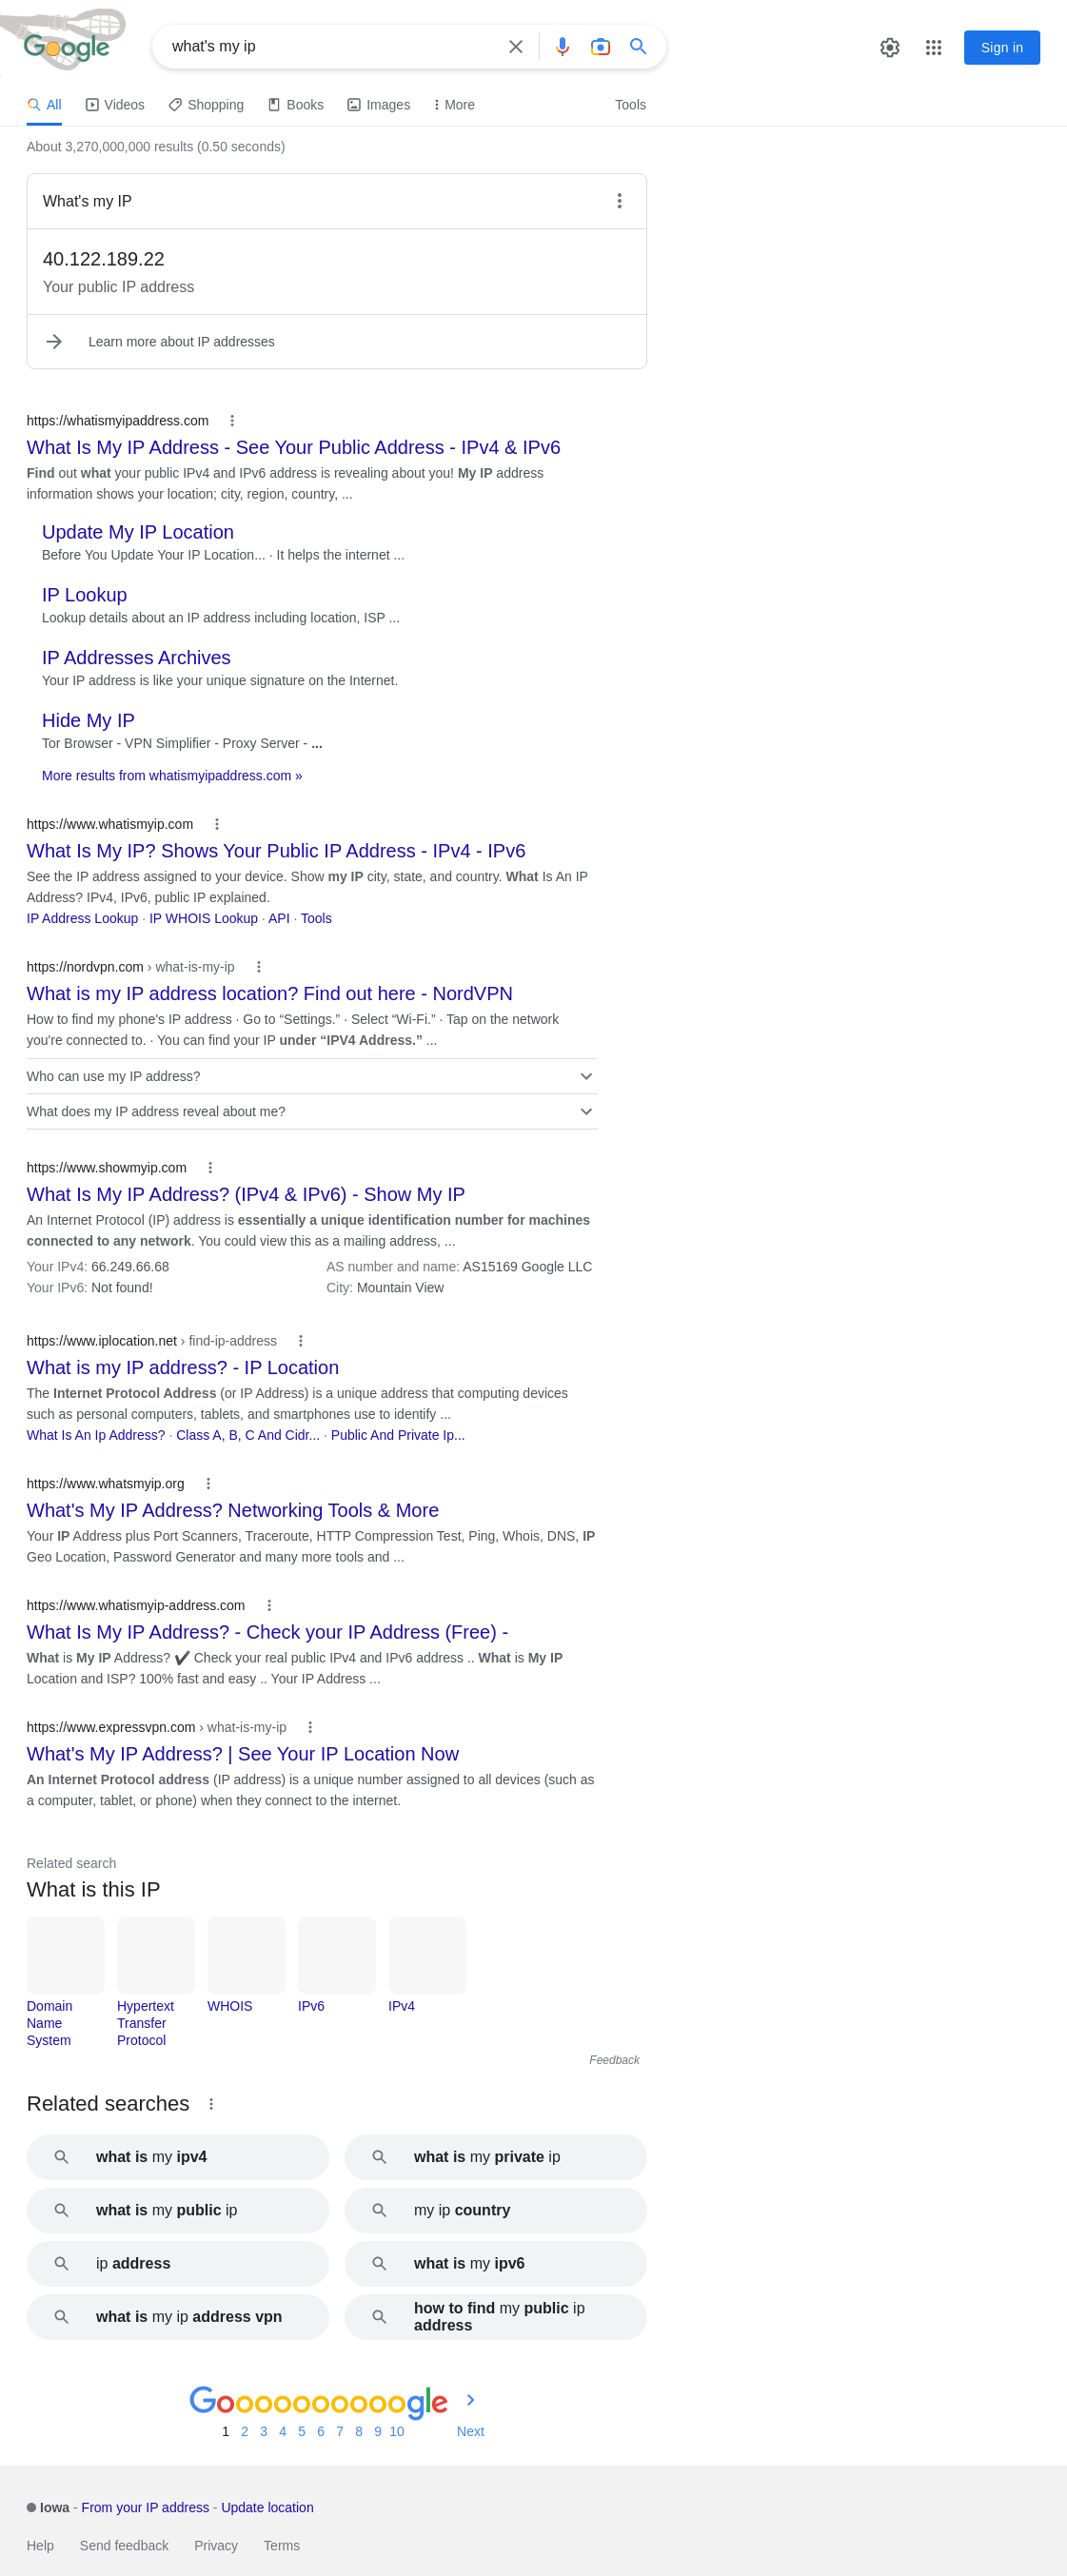 Google
what's my ip
Sign in
All
Videos
Shopping
Books
Images
More
Tools
About 3,270,000,000 results (0.50 seconds)
What's my IP
40.122.189.22
Your public IP address
Learn more about IP addresses
https://whatismyipaddress.com
What Is My IP Address - See Your Public Address - IPv4 & IPv6
Find out what your public IPv4 and IPv6 address is revealing about you! My IP address
information shows your location; city, region, country, ...
Update My IP Location
Before You Update Your IP Location... · It helps the internet ...
IP Lookup
Lookup details about an IP address including location, ISP ...
IP Addresses Archives
Your IP address is like your unique signature on the Internet.
Hide My IP
Tor Browser - VPN Simplifier - Proxy Server - ...
More results from whatismyipaddress.com »
https://www.whatismyip.com
What Is My IP? Shows Your Public IP Address - IPv4 - IPv6
See the IP address assigned to your device. Show my IP city, state, and country. What Is An IP
Address? IPv4, IPv6, public IP explained.
IP Address Lookup · IP WHOIS Lookup · API · Tools
https://nordvpn.com › what-is-my-ip
What is my IP address location? Find out here - NordVPN
How to find my phone's IP address · Go to “Settings.” · Select “Wi-Fi.” · Tap on the network
you're connected to. · You can find your IP under “IPV4 Address.” ...
Who can use my IP address?
What does my IP address reveal about me?
https://www.showmyip.com
What Is My IP Address? (IPv4 & IPv6) - Show My IP
An Internet Protocol (IP) address is essentially a unique identification number for machines
connected to any network. You could view this as a mailing address, ...
Your IPv4: 66.249.66.68
AS number and name: AS15169 Google LLC
Your IPv6: Not found!
City: Mountain View
https://www.iplocation.net › find-ip-address
What is my IP address? - IP Location
The Internet Protocol Address (or IP Address) is a unique address that computing devices
such as personal computers, tablets, and smartphones use to identify ...
What Is An Ip Address? · Class A, B, C And Cidr... · Public And Private Ip...
https://www.whatsmyip.org
What's My IP Address? Networking Tools & More
Your IP Address plus Port Scanners, Traceroute, HTTP Compression Test, Ping, Whois, DNS, IP
Geo Location, Password Generator and many more tools and ...
https://www.whatismyip-address.com
What Is My IP Address? - Check your IP Address (Free) -
What is My IP Address? ✔ Check your real public IPv4 and IPv6 address .. What is My IP
Location and ISP? 100% fast and easy .. Your IP Address ...
https://www.expressvpn.com › what-is-my-ip
What's My IP Address? | See Your IP Location Now
An Internet Protocol address (IP address) is a unique number assigned to all devices (such as
a computer, tablet, or phone) when they connect to the internet.
Related search
What is this IP
Domain
Name
System
Hypertext
Transfer
Protocol
WHOIS
IPv6
IPv4
Feedback
Related searches
what is my ipv4
what is my private ip
what is my public ip
my ip country
ip address
what is my ipv6
what is my ip address vpn
how to find my public ip
address
Goooooooooogle
1 2 3 4 5 6 7 8 9 10 Next
Iowa - From your IP address - Update location
Help
Send feedback
Privacy
Terms